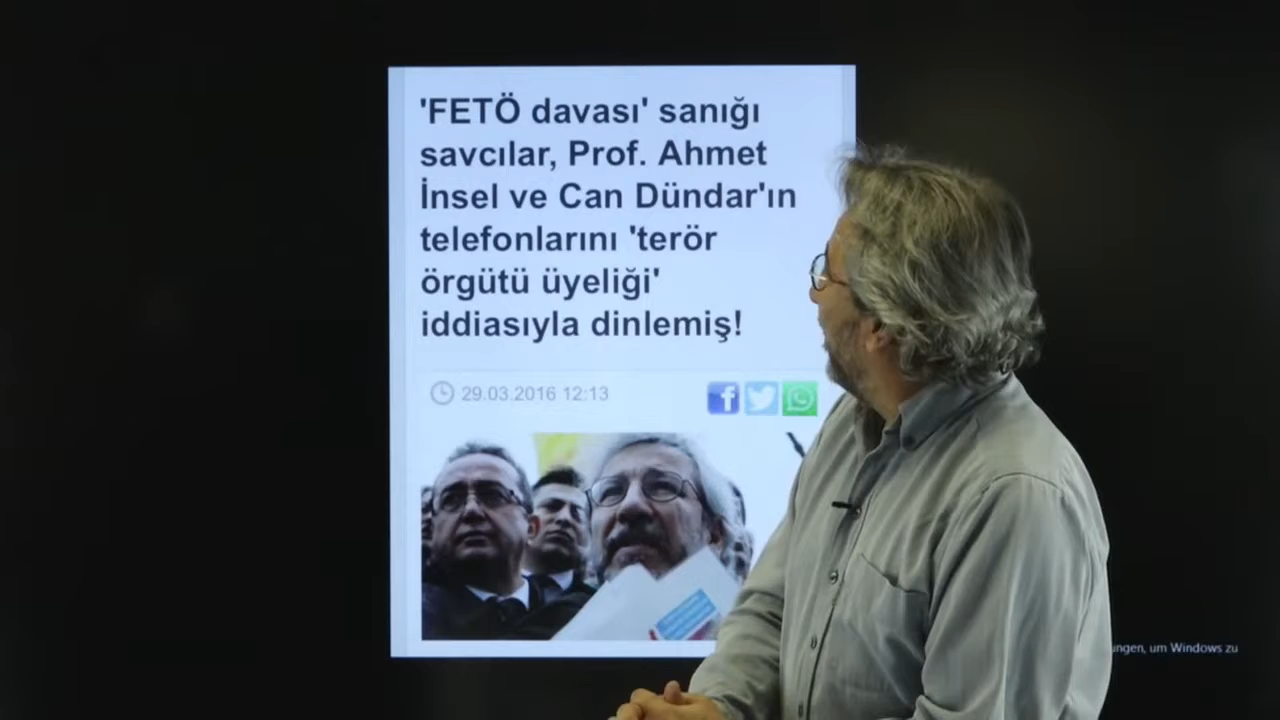 'FETÖ davası' sanığı
savcılar, Prof. Ahmet
İnsel ve Can Dündar'ın
telefonlarını 'terör
örgütü üyeliği'
iddiasıyla dinlemiş!
29.03.2016 12:13
ungen, um Windows zu